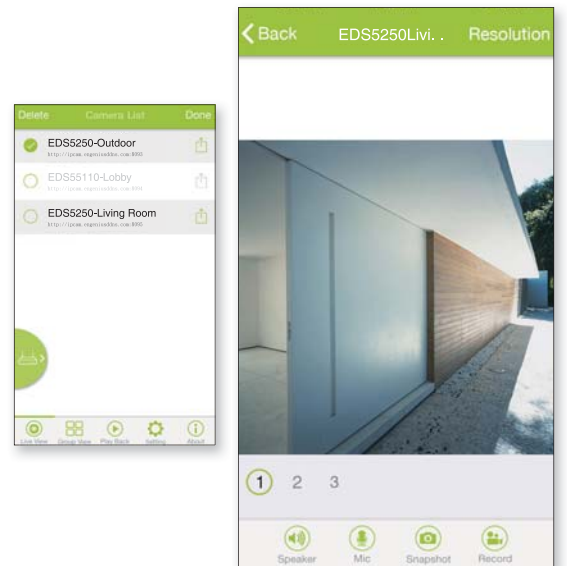 Delete Camera List Done
EDS5250-Outdoor
EDS55110-Lobby
EDS5250-Living Room
Live View Group View Play Back Setting About
Back EDS5250Livi. . Resolution
1 2 3
Speaker Mic Snapshot Record